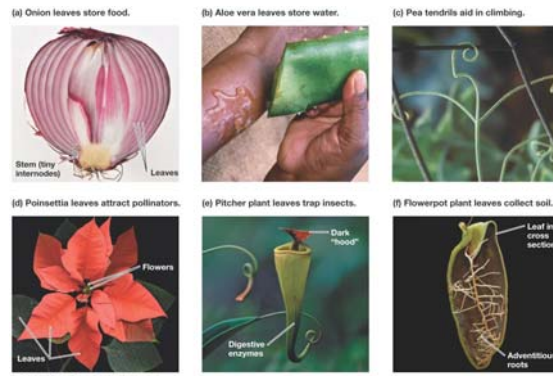 (a) Onion leaves store food.
(b) Aloe vera leaves store water.
(c) Pea tendrils aid in climbing.
Stem (tiny
internodes)
Leaves
(d) Poinsettia leaves attract pollinators.
(e) Pitcher plant leaves trap insects.
(f) Flowerpot plant leaves collect soil.
Flowers
Leaves
Dark
"hood"
Digestive
enzymes
Leaf in
cross
section
Adventitious
roots